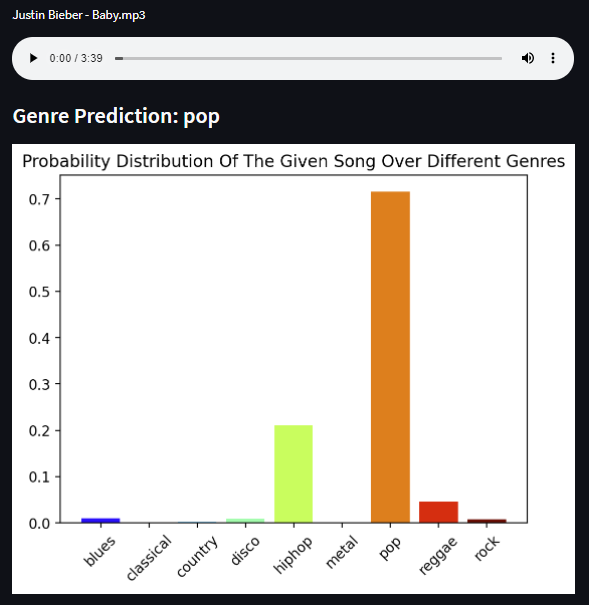 Justin Bieber - Baby.mp3
0:00 / 3:39
Genre Prediction: pop
Probability Distribution Of The Given Song Over Different Genres
0.7
0.6
0.5
0.4
0.3
0.2
0.1
0.0
blues
classical
country
disco
hiphop
metal
pop
reggae
rock